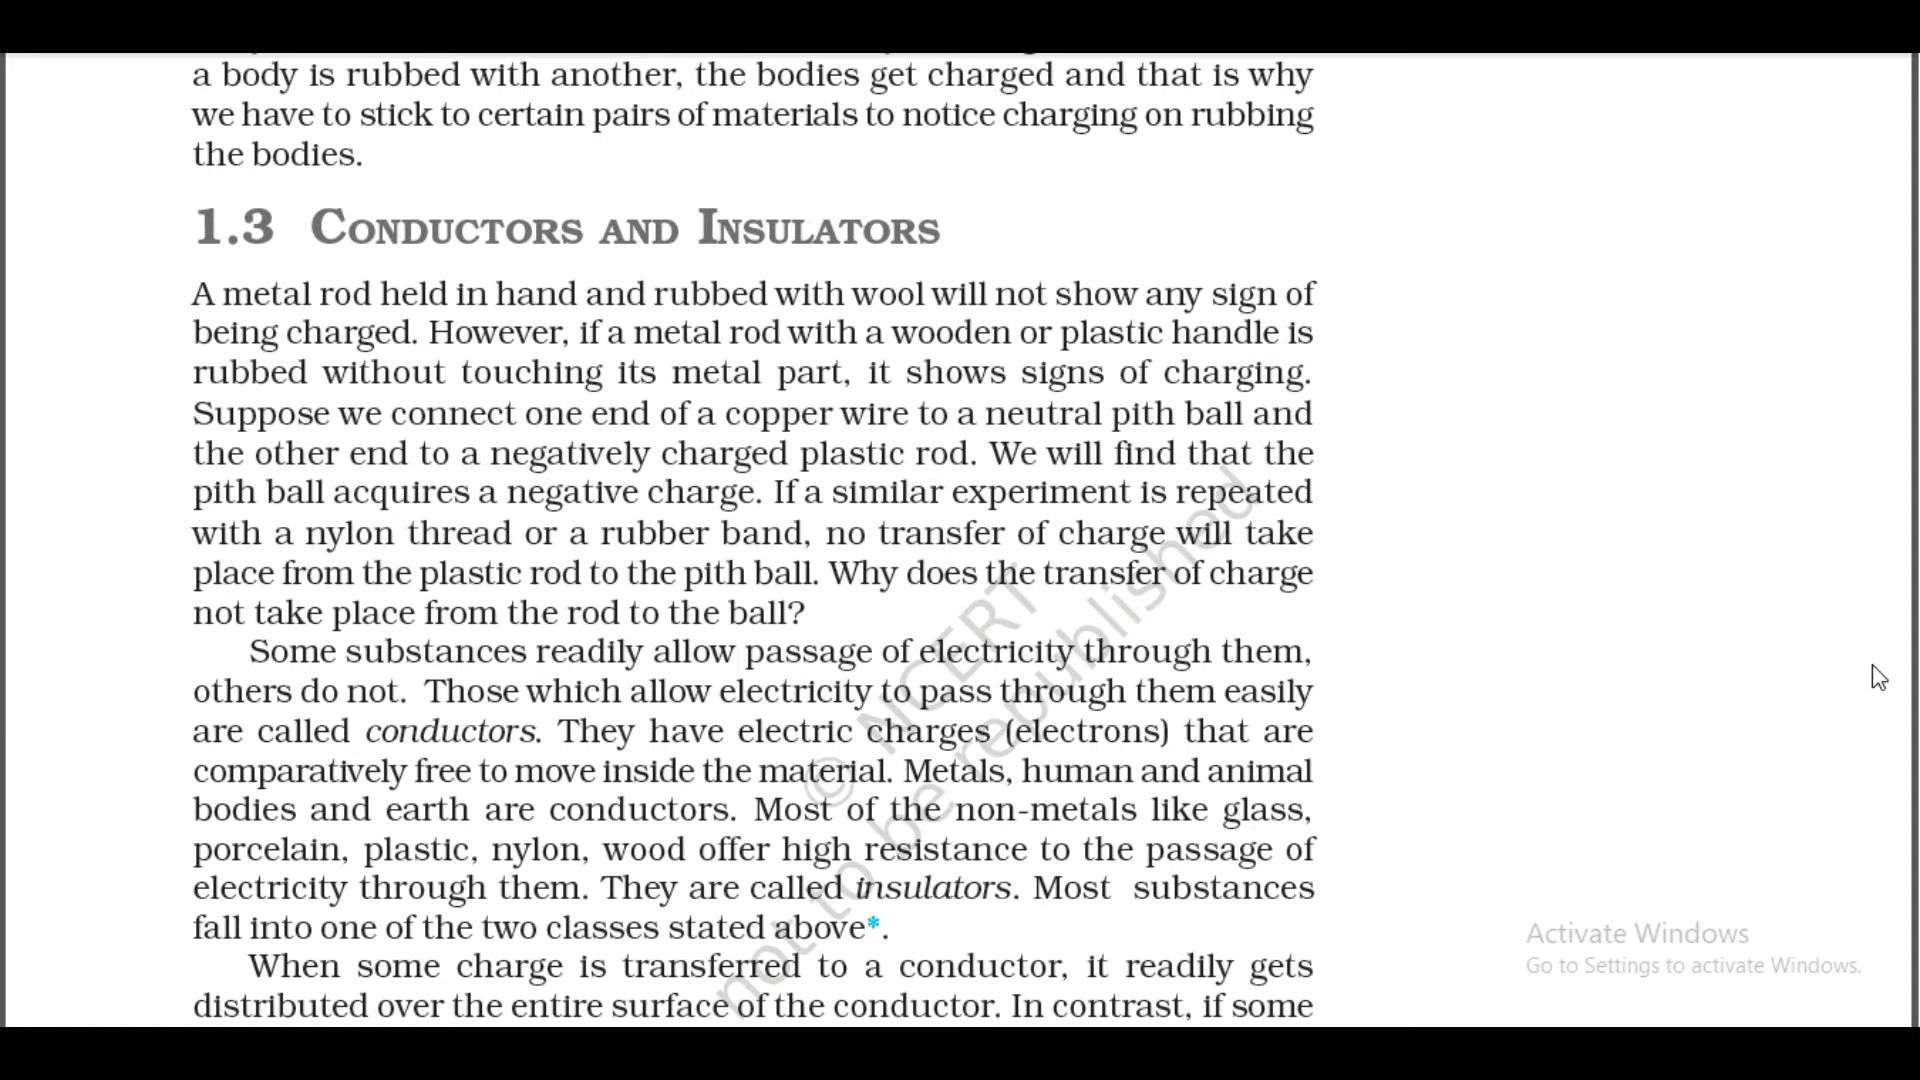 a body is rubbed with another, the bodies get charged and that is why
we have to stick to certain pairs of materials to notice charging on rubbing
the bodies.
1.3 CONDUCTORS AND INSULATORS
A metal rod held in hand and rubbed with wool will not show any sign of
being charged. However, if a metal rod with a wooden or plastic handle is
rubbed without touching its metal part, it shows signs of charging.
Suppose we connect one end of a copper wire to a neutral pith ball and
the other end to a negatively charged plastic rod. We will find that the
pith ball acquires a negative charge. If a similar experiment is repeated
with a nylon thread or a rubber band, no transfer of charge will take
place from the plastic rod to the pith ball. Why does the transfer of charge
not take place from the rod to the ball?
Some substances readily allow passage of electricity through them,
others do not. Those which allow electricity to pass through them easily
are called conductors. They have electric charges (electrons) that are
comparatively free to move inside the material. Metals, human and animal
bodies and earth are conductors. Most of the non-metals like glass,
porcelain, plastic, nylon, wood offer high resistance to the passage of
electricity through them. They are called insulators. Most substances
fall into one of the two classes stated above*.
When some charge is transferred to a conductor, it readily gets
distributed over the entire surface of the conductor. In contrast, if some
© NCERT
not to be republished
Activate Windows
Go to Settings to activate Windows.